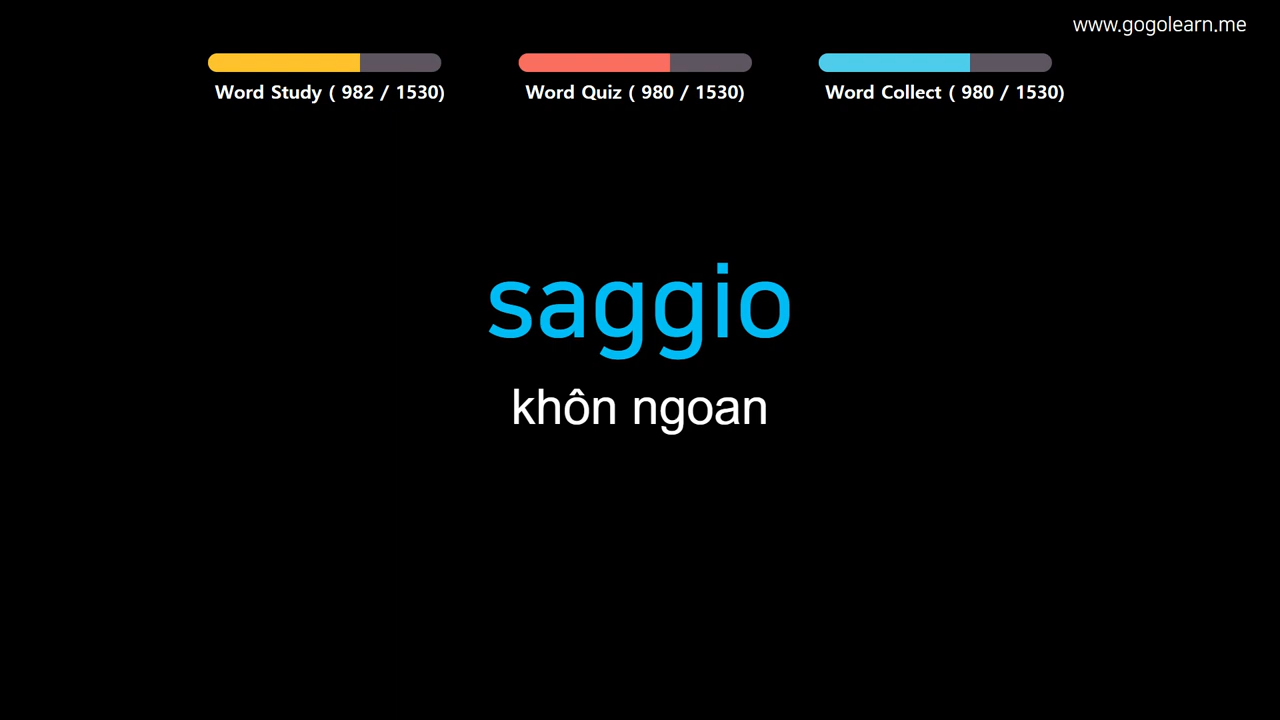 www.gogolearn.me
Word Study ( 982 / 1530)
Word Quiz ( 980 / 1530)
Word Collect ( 980 / 1530)
saggio
khôn ngoan